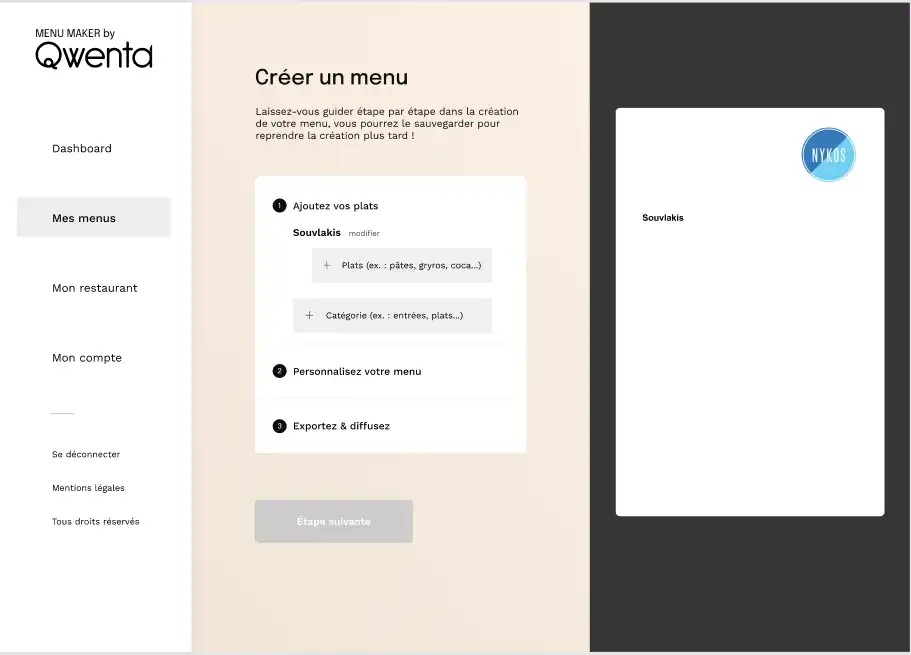 MENU MAKER by
Qwenta
Dashboard
Mes menus
Mon restaurant
Mon compte
Se déconnecter
Mentions légales
Tous droits réservés
Créer un menu
Laissez-vous guider étape par étape dans la création
de votre menu, vous pourrez le sauvegarder pour
reprendre la création plus tard !
1 Ajoutez vos plats
Souvlakis modifier
+ Plats (ex. : pâtes, gryros, coca...)
+ Catégorie (ex. : entrées, plats...)
2 Personnalisez votre menu
3 Exportez & diffusez
Étape suivante
NYKOS
Souvlakis